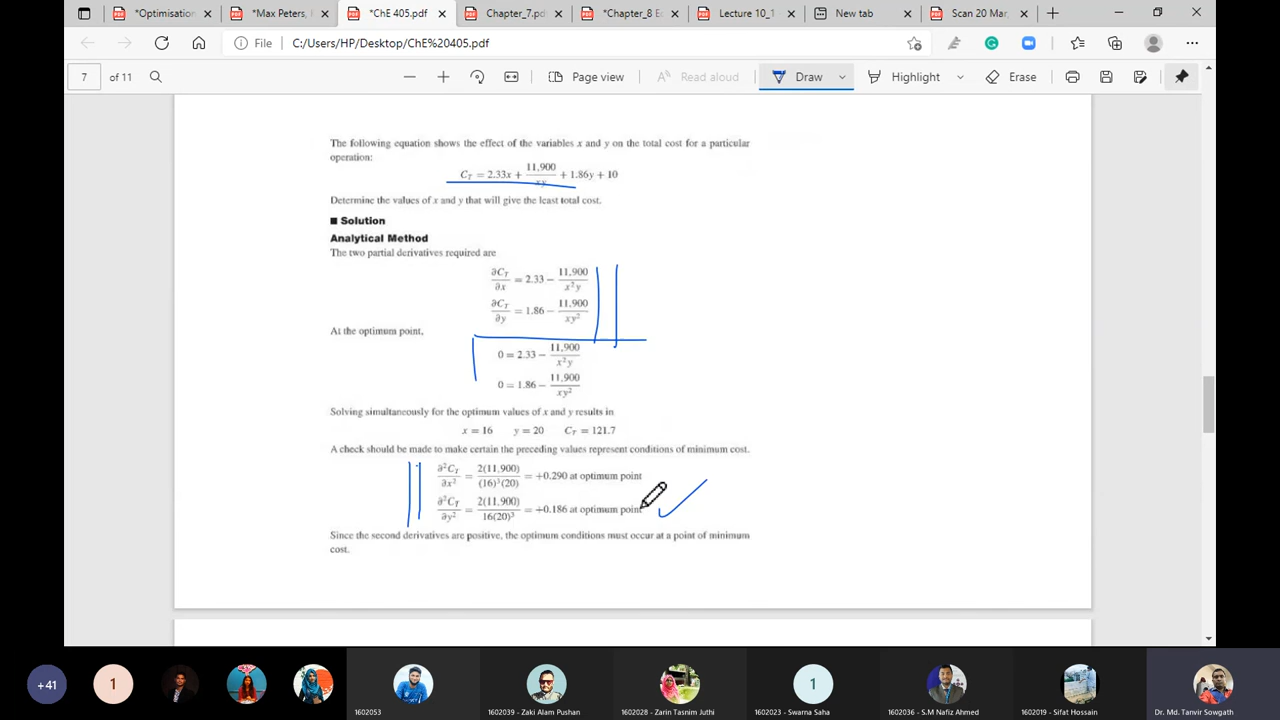 *Optimisation
*Max Peters, 
*ChE 405.pdf
Chapter_7.pd
*Chapter_8 Ec
Lecture 10_1
New tab
Scan 20 Mar,
File C:/Users/HP/Desktop/ChE%20405.pdf
7 of 11 Page view Read aloud Draw Highlight Erase
The following equation shows the effect of the variables x and y on the total cost for a particular
operation:
C_T = 2.33x + 11,900/xy + 1.86y + 10
Determine the values of x and y that will give the least total cost.
■ Solution
Analytical Method
The two partial derivatives required are
∂C_T/∂x = 2.33 − 11,900/x²y
∂C_T/∂y = 1.86 − 11,900/xy²
At the optimum point,
0 = 2.33 − 11,900/x²y
0 = 1.86 − 11,900/xy²
Solving simultaneously for the optimum values of x and y results in
x = 16 y = 20 C_T = 121.7
A check should be made to make certain the preceding values represent conditions of minimum cost.
∂²C_T/∂x² = 2(11,900)/(16)³(20) = +0.290 at optimum point
∂²C_T/∂y² = 2(11.900)/16(20)³ = +0.186 at optimum point
Since the second derivatives are positive, the optimum conditions must occur at a point of minimum
cost.
+41
1
1
1602053
1602039 - Zaki Alam Pushan
1602028 - Zarin Tasnim Juthi
1602023 - Swarna Saha
1602036 - S.M Nafiz Ahmed
1602019 - Sifat Hossain
Dr. Md. Tanvir Sowgath